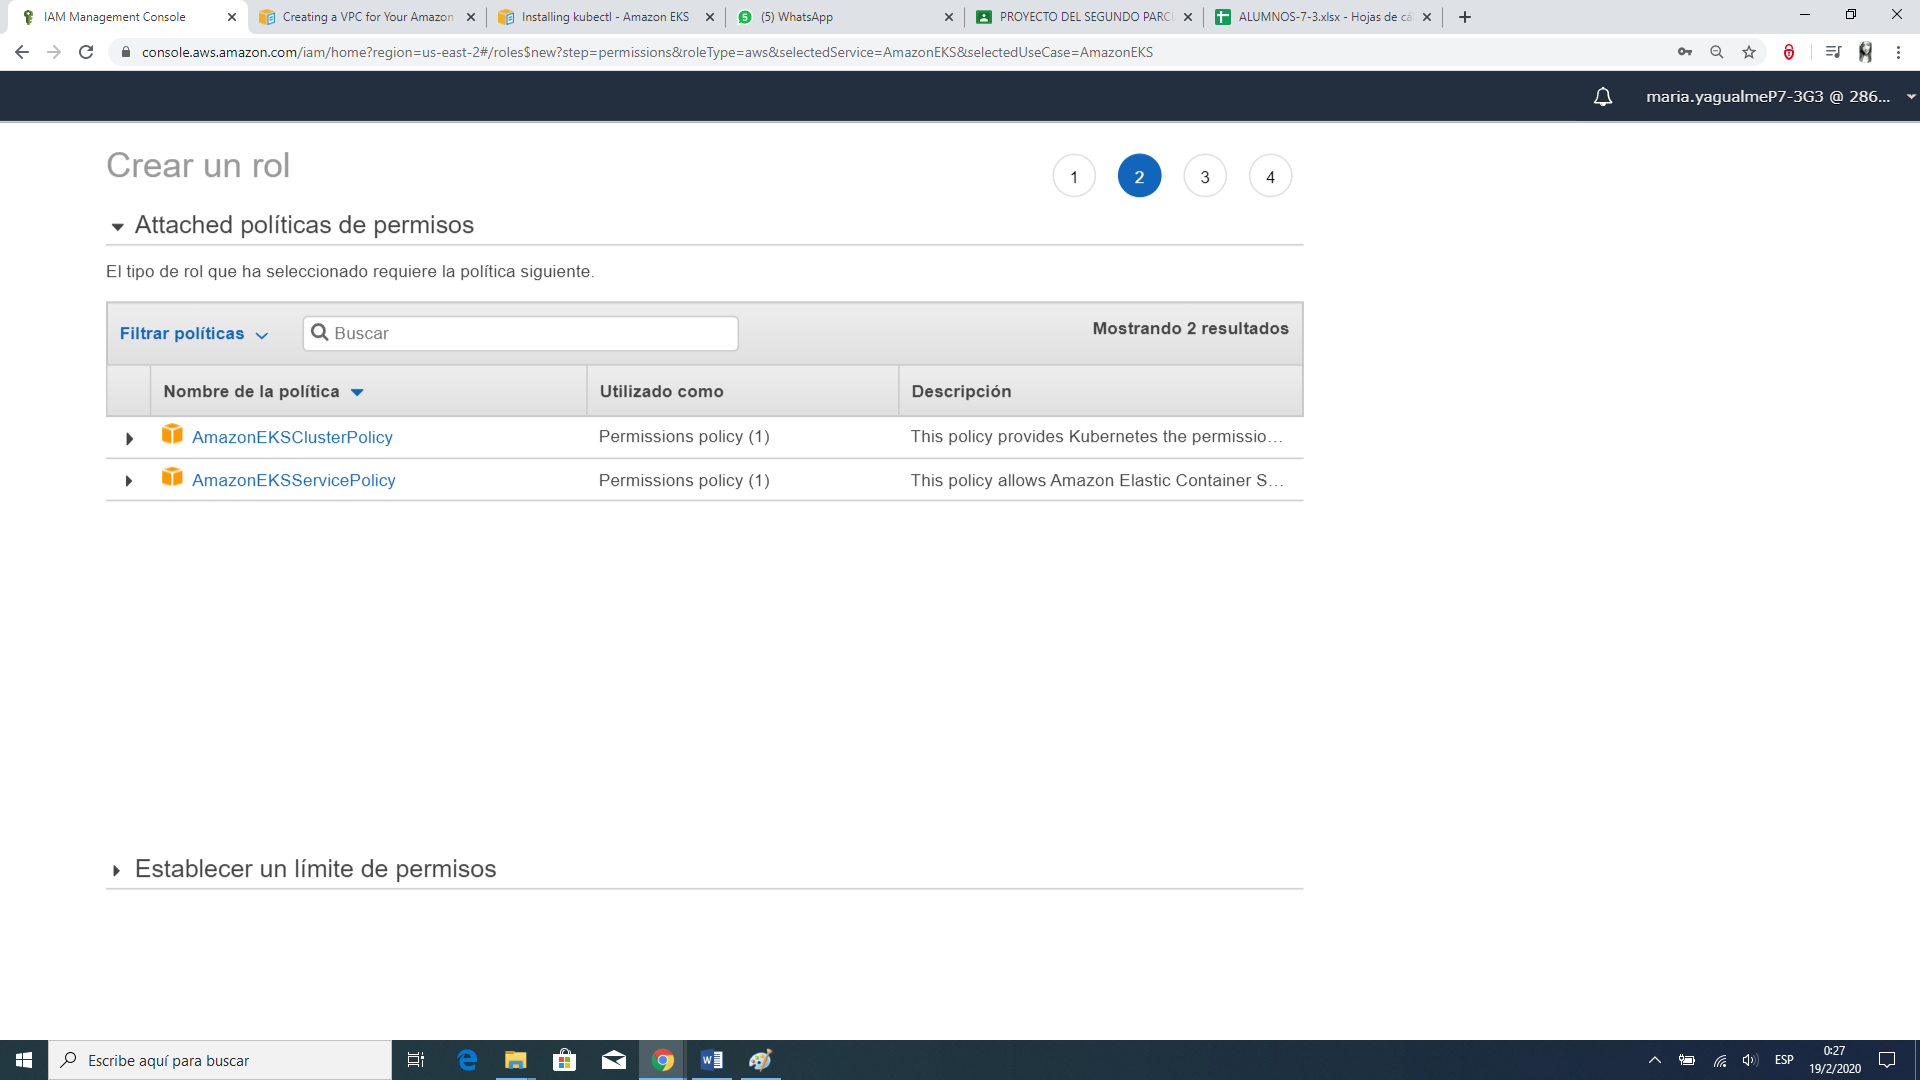 IAM Management Console
Creating a VPC for Your Amazon
Installing kubectl - Amazon EKS
(5) WhatsApp
PROYECTO DEL SEGUNDO PARC
ALUMNOS-7-3.xlsx - Hojas de cá
console.aws.amazon.com/iam/home?region=us-east-2#/roles$new?step=permissions&roleType=aws&selectedService=AmazonEKS&selectedUseCase=AmazonEKS
maria.yagualmeP7-3G3 @ 286...
Crear un rol
1 2 3 4
Attached políticas de permisos
El tipo de rol que ha seleccionado requiere la política siguiente.
Filtrar políticas
Buscar
Mostrando 2 resultados
Nombre de la política Utilizado como Descripción
AmazonEKSClusterPolicy Permissions policy (1) This policy provides Kubernetes the permissio...
AmazonEKSServicePolicy Permissions policy (1) This policy allows Amazon Elastic Container S...
Establecer un límite de permisos
Escribe aquí para buscar
ESP
0:27
19/2/2020